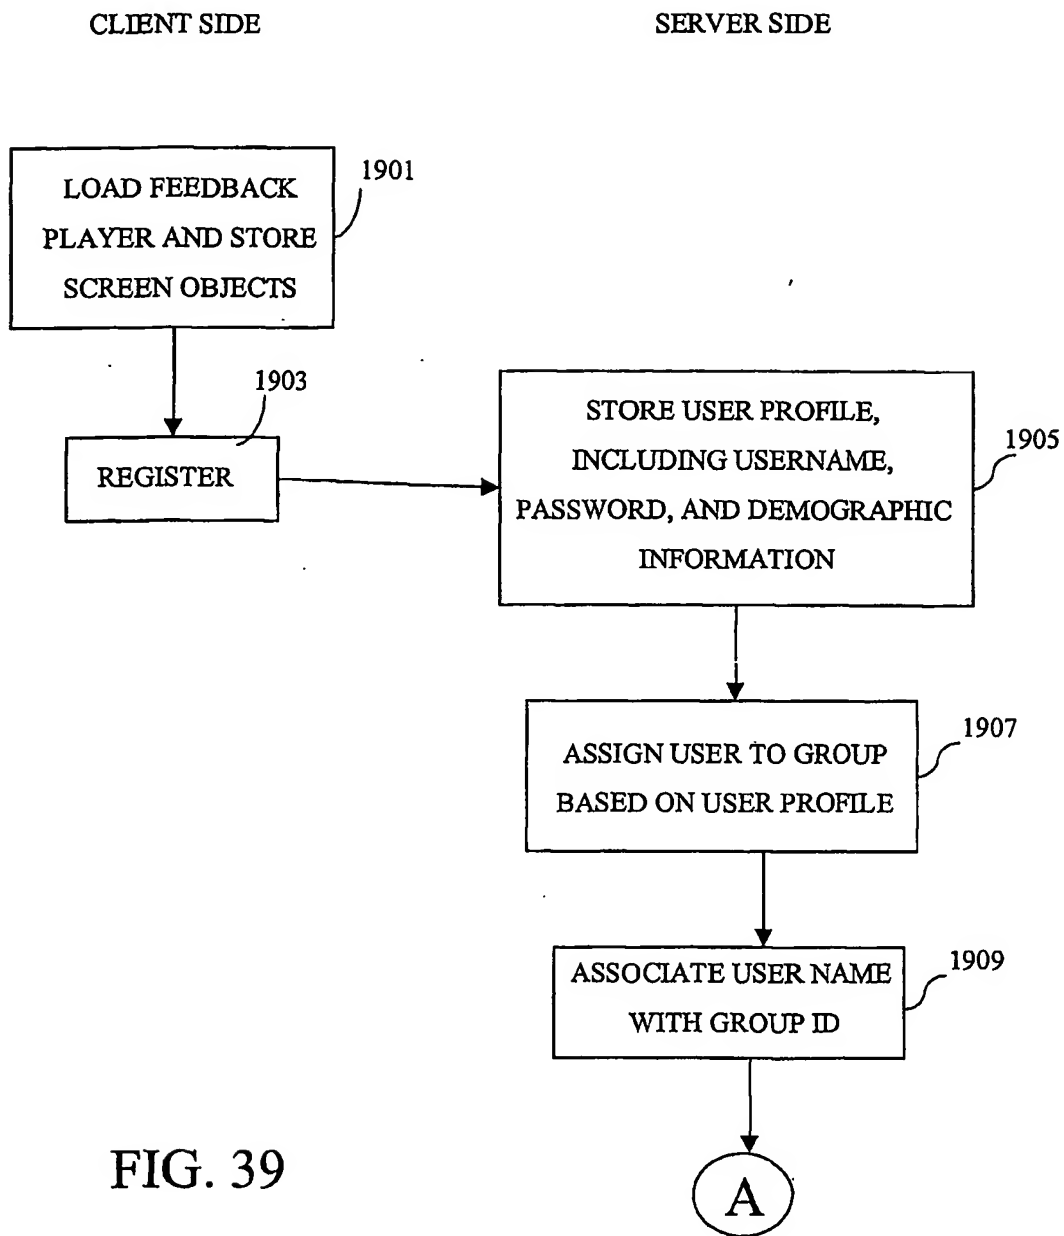 CLIENT SIDE
SERVER SIDE
1901
LOAD FEEDBACK
PLAYER AND STORE
SCREEN OBJECTS
1903
REGISTER
STORE USER PROFILE,
INCLUDING USERNAME,
PASSWORD, AND DEMOGRAPHIC
INFORMATION
1905
ASSIGN USER TO GROUP
BASED ON USER PROFILE
1907
ASSOCIATE USER NAME
WITH GROUP ID
1909
FIG. 39
A